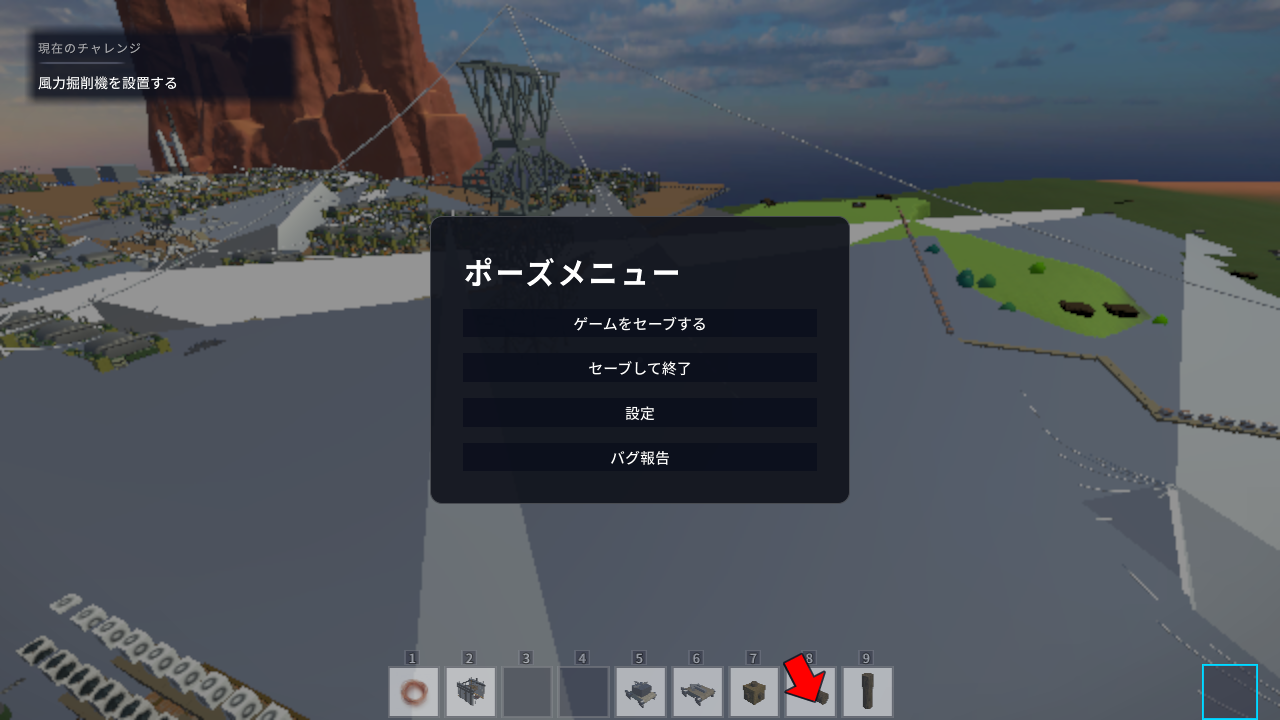 現在のチャレンジ
風力掘削機を設置する
ポーズメニュー
ゲームをセーブする
セーブして終了
設定
バグ報告
1 2 3 4 5 6 7 8 9